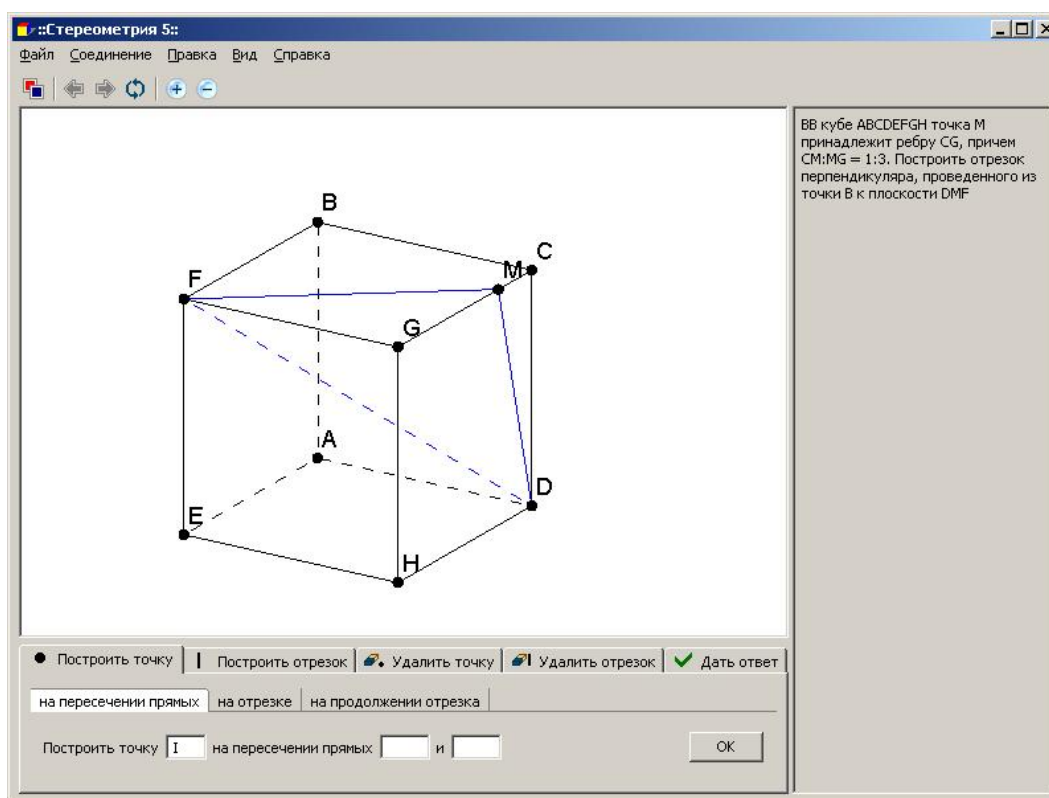 ::Стереометрия 5::
Файл Соединение Правка Вид Справка
BВ кубе ABCDEFGH точка M
принадлежит ребру CG, причем
CM:MG = 1:3. Построить отрезок
перпендикуляра, проведенного из
точки B к плоскости DMF
B
C
F
M
G
A
D
E
H
Построить точку Построить отрезок Удалить точку Удалить отрезок Дать ответ
на пересечении прямых на отрезке на продолжении отрезка
Построить точку I на пересечении прямых и OK